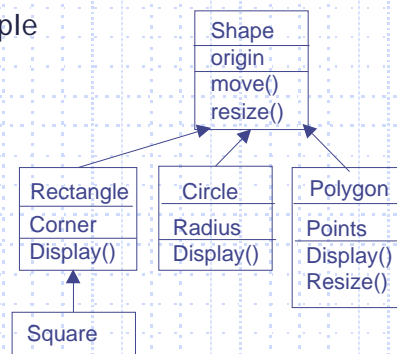 ple
Shape
origin
move()
resize()
Rectangle
Corner
Display()
Circle
Radius
Display()
Polygon
Points
Display()
Resize()
Square